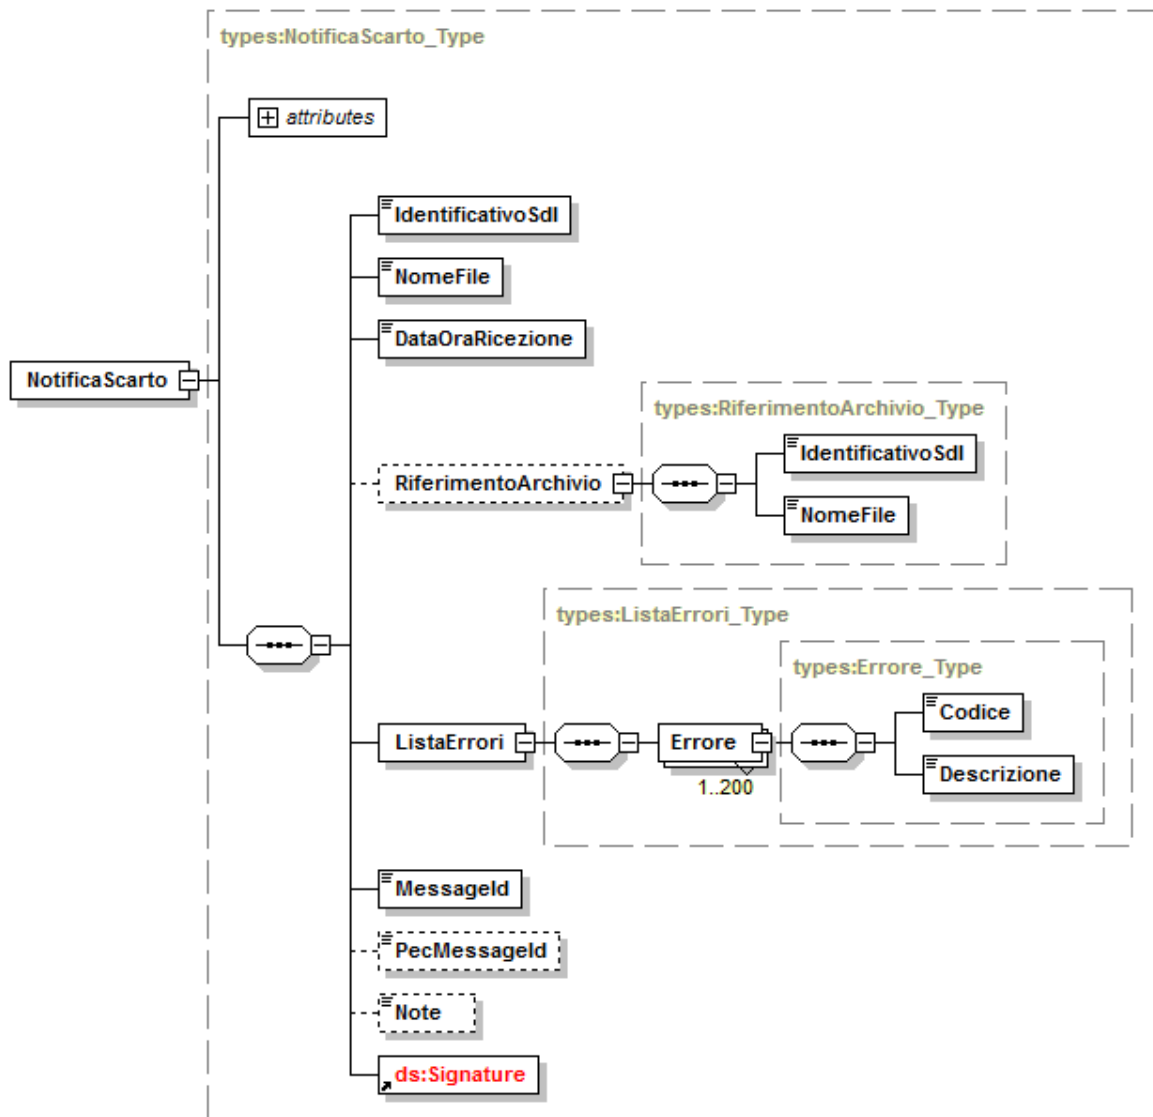 types:NotificaScarto_Type
attributes
IdentificativoSdI
NomeFile
DataOraRicezione
NotificaScarto
types:RiferimentoArchivio_Type
RiferimentoArchivio
IdentificativoSdI
NomeFile
types:ListaErrori_Type
types:Errore_Type
ListaErrori
Errore
1..200
Codice
Descrizione
MessageId
PecMessageId
Note
ds:Signature